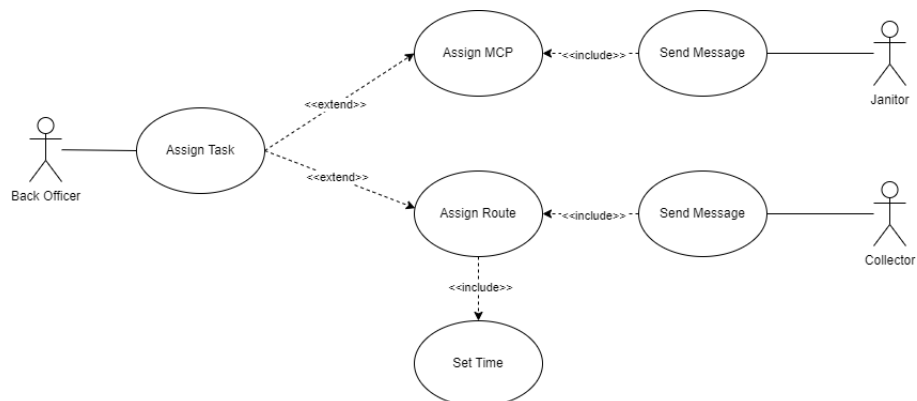 Assign MCP
<<include>>
Send Message
Janitor
<<extend>>
Back Officer
Assign Task
<<extend>>
Assign Route
<<include>>
Send Message
Collector
<<include>>
Set Time